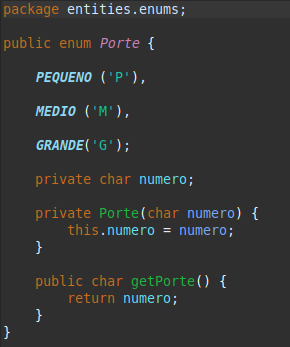 package entities.enums;
public enum Porte {
PEQUENO ('P'),
MEDIO ('M'),
GRANDE('G');
private char numero;
private Porte(char numero) {
this.numero = numero;
}
public char getPorte() {
return numero;
}
}